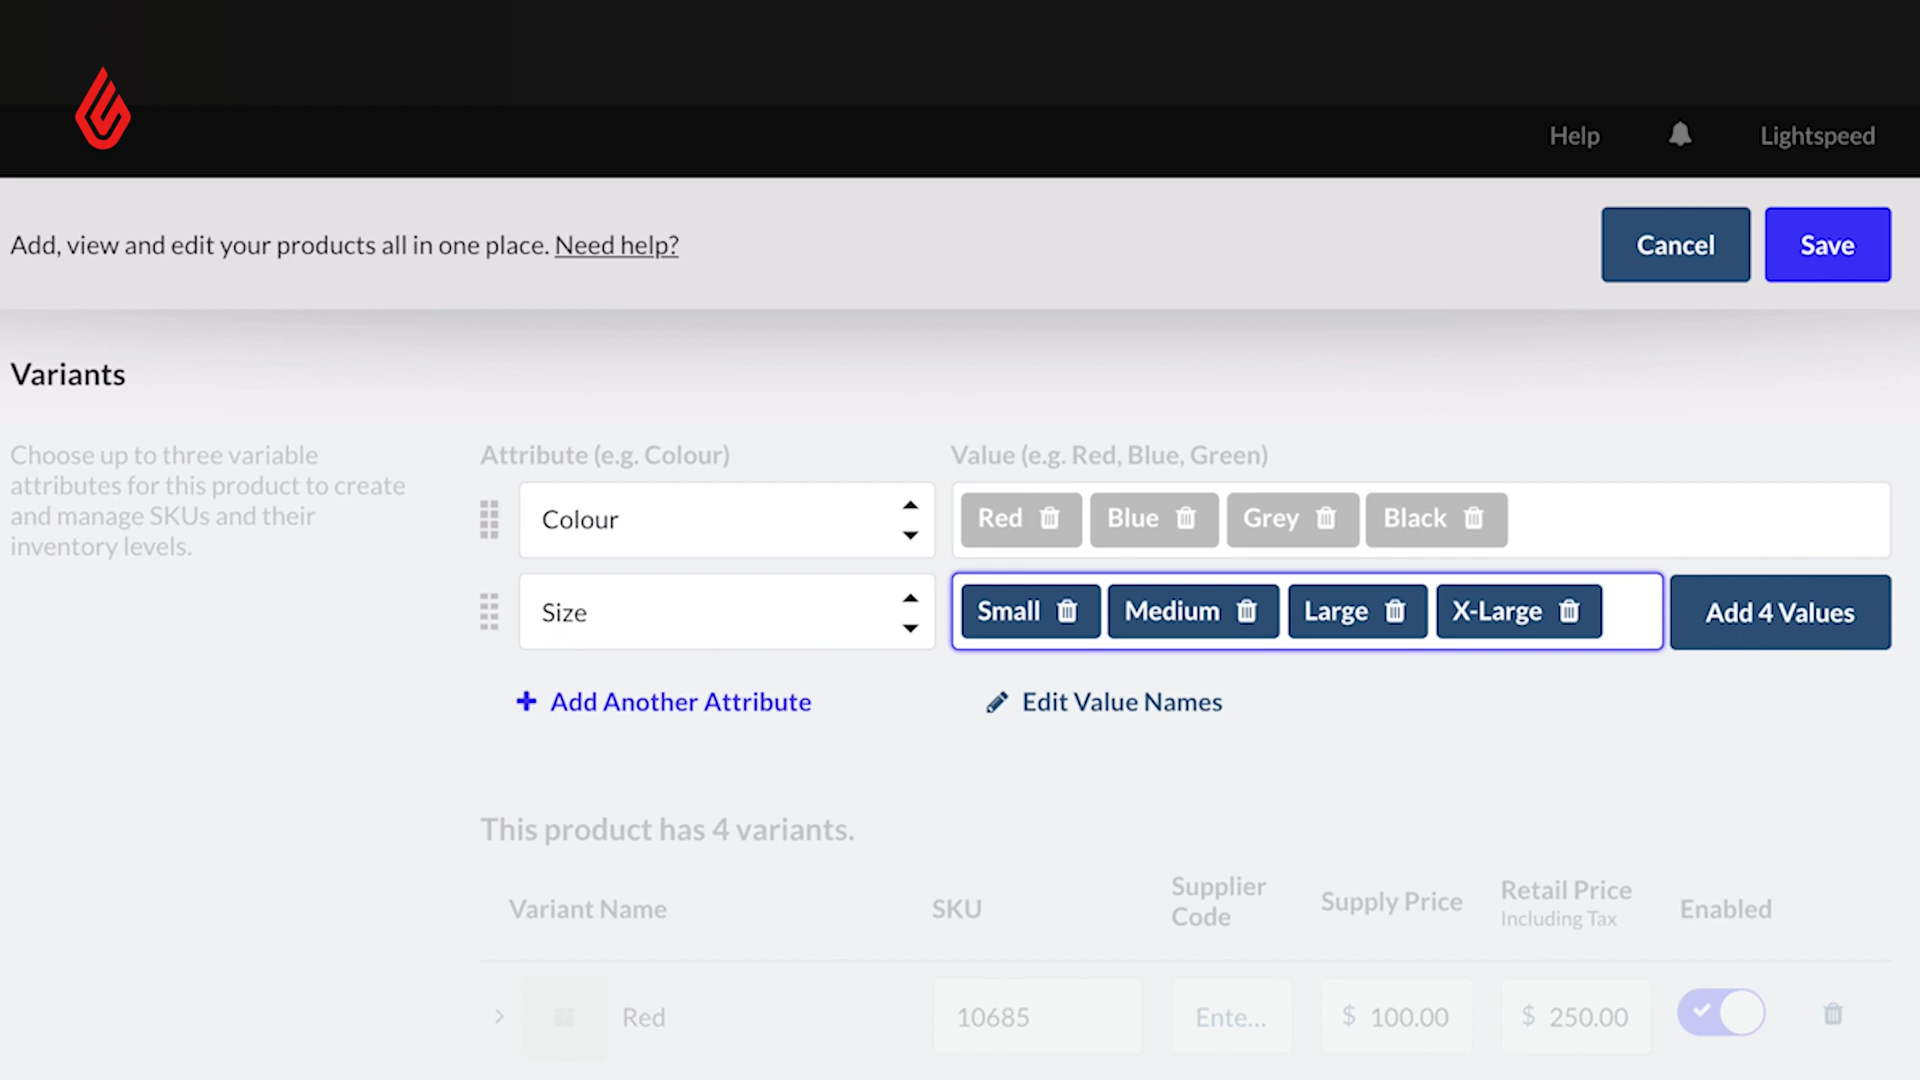 Help
Lightspeed
Add, view and edit your products all in one place. Need help?
Cancel
Save
Variants
Choose up to three variable
attributes for this product to create
and manage SKUs and their
inventory levels.
Attribute (e.g. Colour)
Value (e.g. Red, Blue, Green)
Colour
Red
Blue
Grey
Black
Size
Small
Medium
Large
X-Large
Add 4 Values
Add Another Attribute
Edit Value Names
This product has 4 variants.
Variant Name
SKU
Supplier
Code
Supply Price
Retail Price
Including Tax
Enabled
Red
10685
Ente...
$ 100.00
$ 250.00